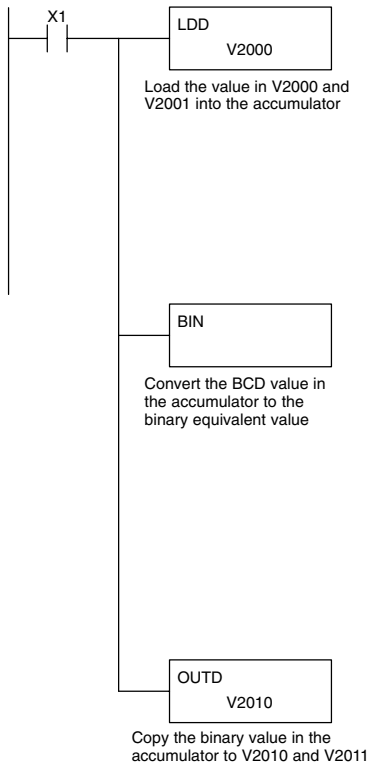 X1
LDD
V2000
Load the value in V2000 and
V2001 into the accumulator
BIN
Convert the BCD value in
the accumulator to the
binary equivalent value
OUTD
V2010
Copy the binary value in the
accumulator to V2010 and V2011